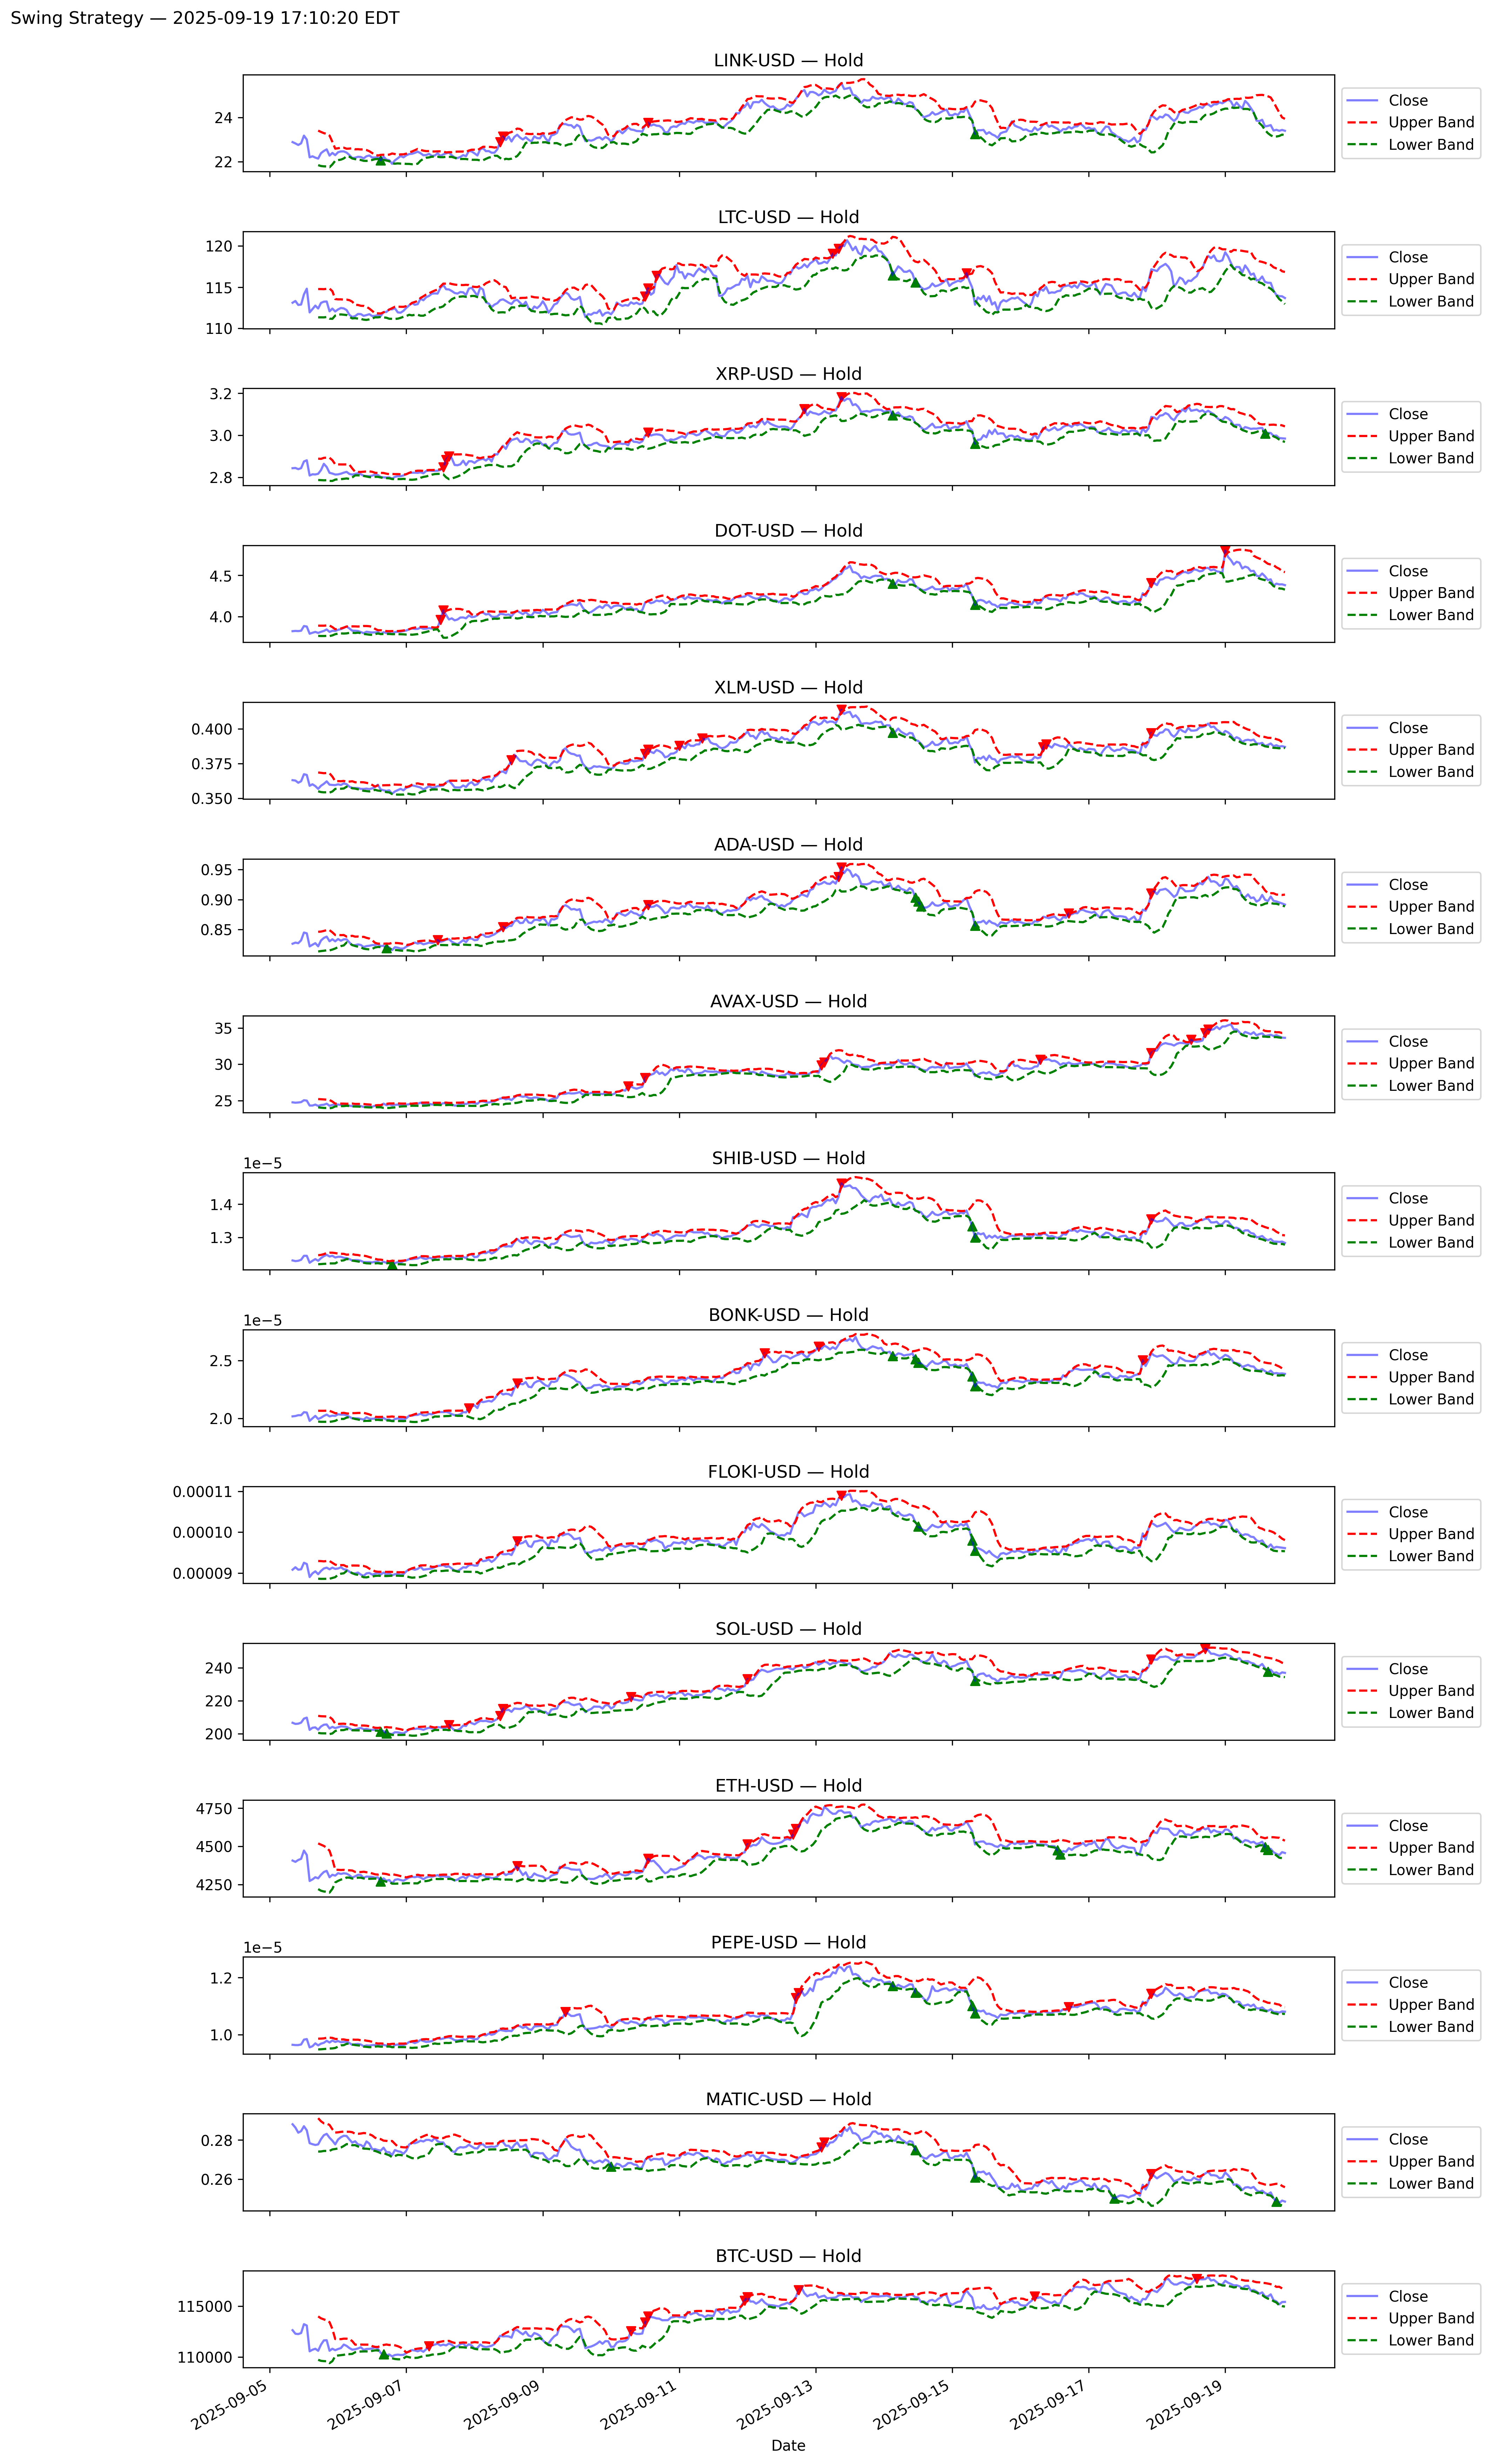 Swing Strategy — 2025-09-19 17:10:20 EDT
LINK-USD — Hold
24
22
Close
Upper Band
Lower Band
LTC-USD — Hold
120
115
110
Close
Upper Band
Lower Band
XRP-USD — Hold
3.2
3.0
2.8
Close
Upper Band
Lower Band
DOT-USD — Hold
4.5
4.0
Close
Upper Band
Lower Band
XLM-USD — Hold
0.400
0.375
0.350
Close
Upper Band
Lower Band
ADA-USD — Hold
0.95
0.90
0.85
Close
Upper Band
Lower Band
AVAX-USD — Hold
35
30
25
Close
Upper Band
Lower Band
SHIB-USD — Hold
1e−5
1.4
1.3
Close
Upper Band
Lower Band
BONK-USD — Hold
1e−5
2.5
2.0
Close
Upper Band
Lower Band
FLOKI-USD — Hold
0.00011
0.00010
0.00009
Close
Upper Band
Lower Band
SOL-USD — Hold
240
220
200
Close
Upper Band
Lower Band
ETH-USD — Hold
4750
4500
4250
Close
Upper Band
Lower Band
PEPE-USD — Hold
1e−5
1.2
1.0
Close
Upper Band
Lower Band
MATIC-USD — Hold
0.28
0.26
Close
Upper Band
Lower Band
BTC-USD — Hold
115000
110000
Close
Upper Band
Lower Band
2025-09-05
2025-09-07
2025-09-09
2025-09-11
2025-09-13
2025-09-15
2025-09-17
2025-09-19
Date